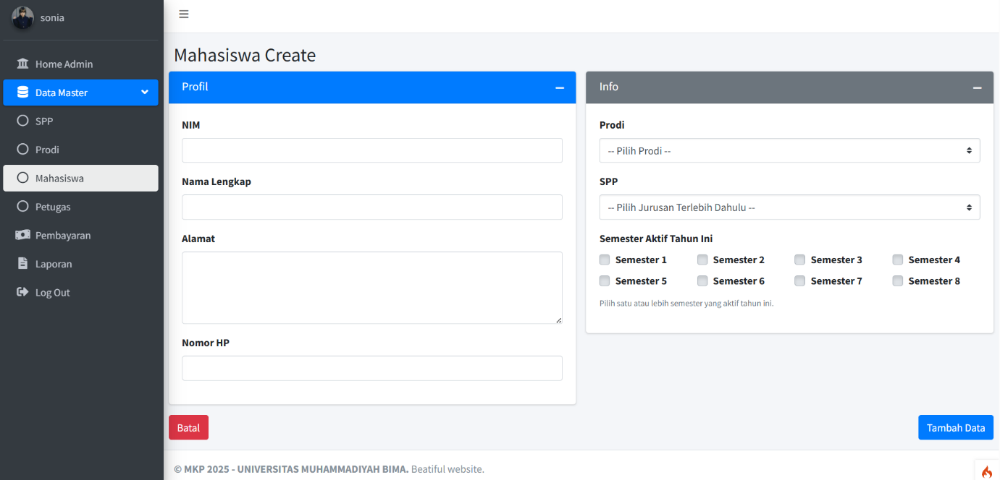 sonia
Home Admin
Data Master
SPP
Prodi
Mahasiswa
Petugas
Pembayaran
Laporan
Log Out
Mahasiswa Create
Profil
NIM
Nama Lengkap
Alamat
Nomor HP
Info
Prodi
-- Pilih Prodi --
SPP
-- Pilih Jurusan Terlebih Dahulu --
Semester Aktif Tahun Ini
Semester 1 Semester 2 Semester 3 Semester 4
Semester 5 Semester 6 Semester 7 Semester 8
Pilih satu atau lebih semester yang aktif tahun ini.
Batal Tambah Data
© MKP 2025 - UNIVERSITAS MUHAMMADIYAH BIMA. Beatiful website.